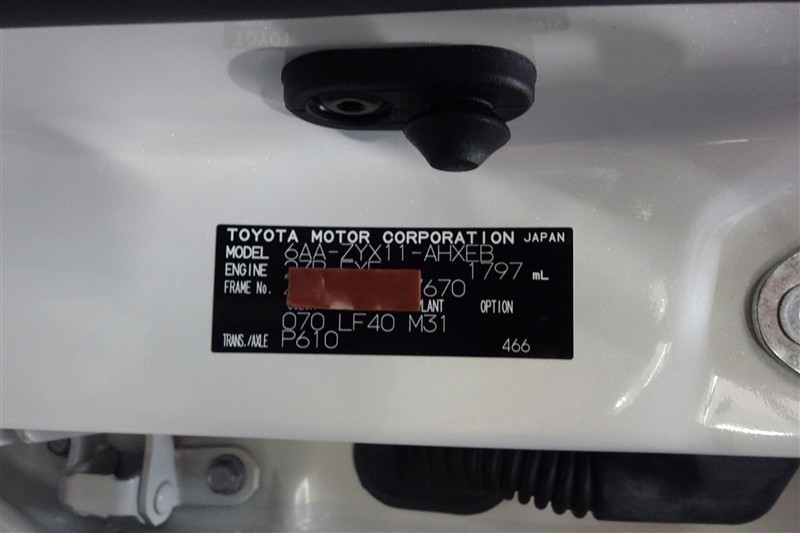 TOYOTA MOTOR CORPORATION JAPAN
MODEL 6AA-ZYX11-AHXEB
ENGINE 1797 mL
FRAME No. 7670
PLANT OPTION
070 LF40 M31
TRANS./AXLE P610 466